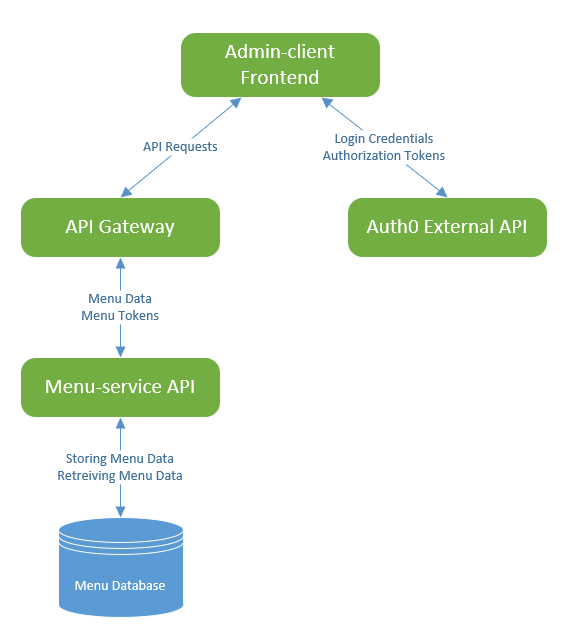 Admin-client
Frontend
API Requests
Login Credentials
Authorization Tokens
API Gateway
Auth0 External API
Menu Data
Menu Tokens
Menu-service API
Storing Menu Data
Retreiving Menu Data
Menu Database